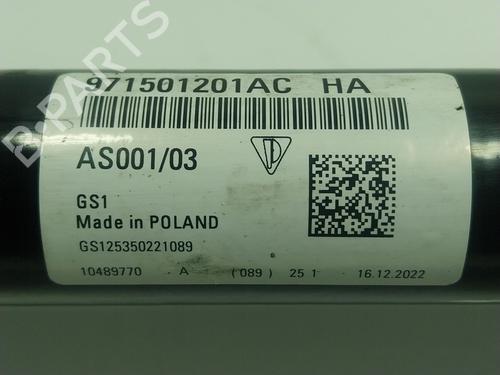 971501201AC HA
AS001/03
GS1
Made in POLAND
GS125350221089
10489770 A (089) 25 1 16.12.2022
B-PARTS